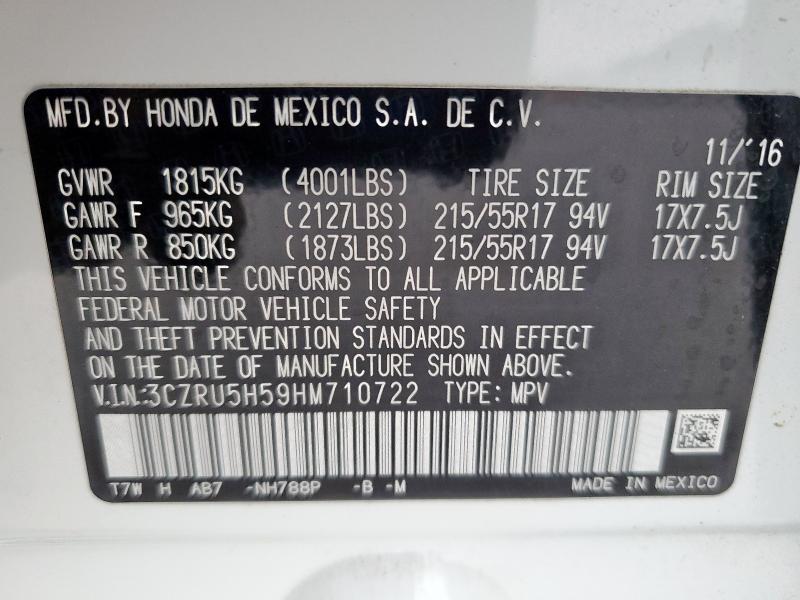 MFD.BY HONDA DE MEXICO S.A. DE C.V.
11/'16
GVWR 1815KG (4001LBS) TIRE SIZE RIM SIZE
GAWR F 965KG (2127LBS) 215/55R17 94V 17X7.5J
GAWR R 850KG (1873LBS) 215/55R17 94V 17X7.5J
THIS VEHICLE CONFORMS TO ALL APPLICABLE
FEDERAL MOTOR VEHICLE SAFETY
AND THEFT PREVENTION STANDARDS IN EFFECT
ON THE DATE OF MANUFACTURE SHOWN ABOVE.
V.I.N.:3CZRU5H59HM710722 TYPE: MPV
T7W H AB7 -NH788P -B -M MADE IN MEXICO